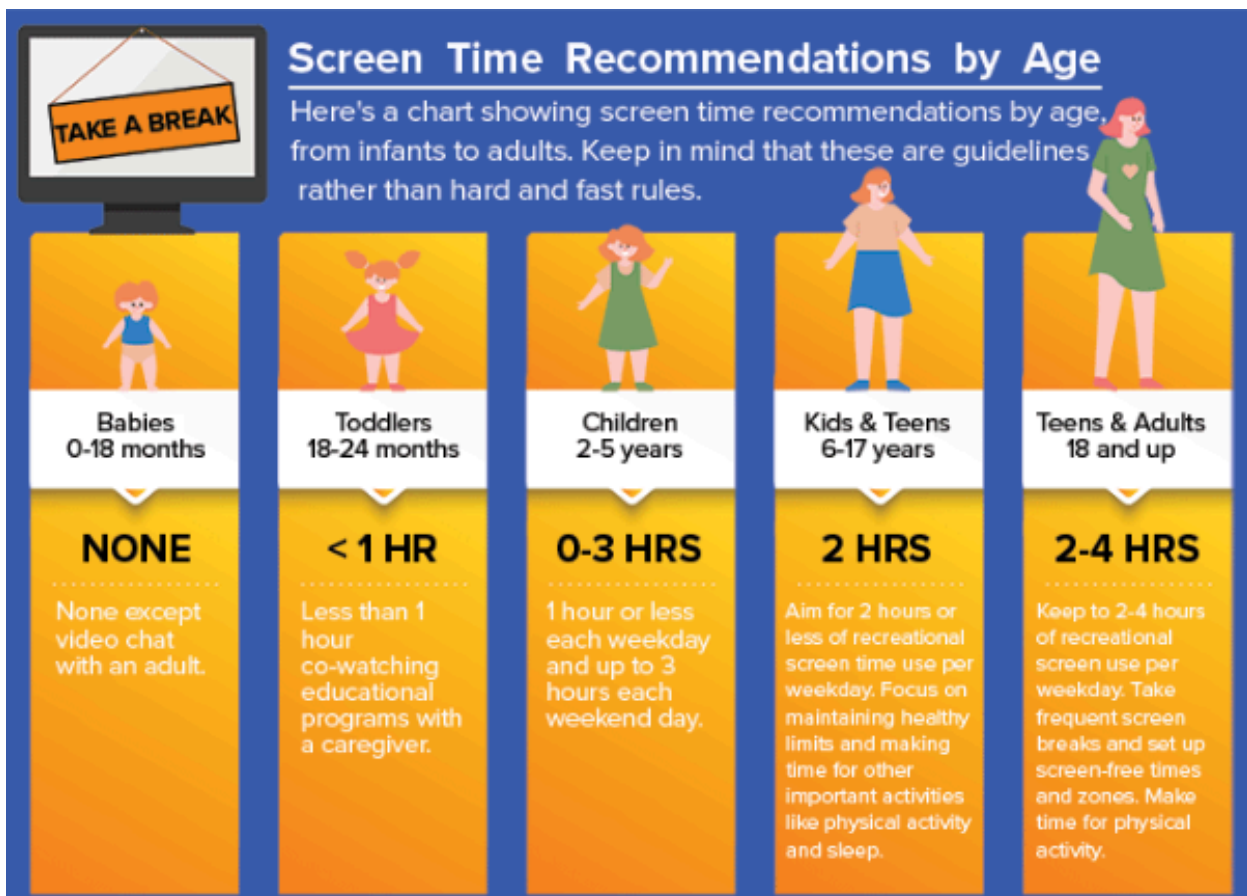 TAKE A BREAK
Screen Time Recommendations by Age
Here's a chart showing screen time recommendations by age,
from infants to adults. Keep in mind that these are guidelines
rather than hard and fast rules.
Babies
0-18 months
NONE
None except
video chat
with an adult.
Toddlers
18-24 months
< 1 HR
Less than 1
hour
co-watching
educational
programs with
a caregiver.
Children
2-5 years
0-3 HRS
1 hour or less
each weekday
and up to 3
hours each
weekend day.
Kids & Teens
6-17 years
2 HRS
Aim for 2 hours or
less of recreational
screen time use per
weekday. Focus on
maintaining healthy
limits and making
time for other
important activities
like physical activity
and sleep.
Teens & Adults
18 and up
2-4 HRS
Keep to 2-4 hours
of recreational
screen use per
weekday. Take
frequent screen
breaks and set up
screen-free times
and zones. Make
time for physical
activity.